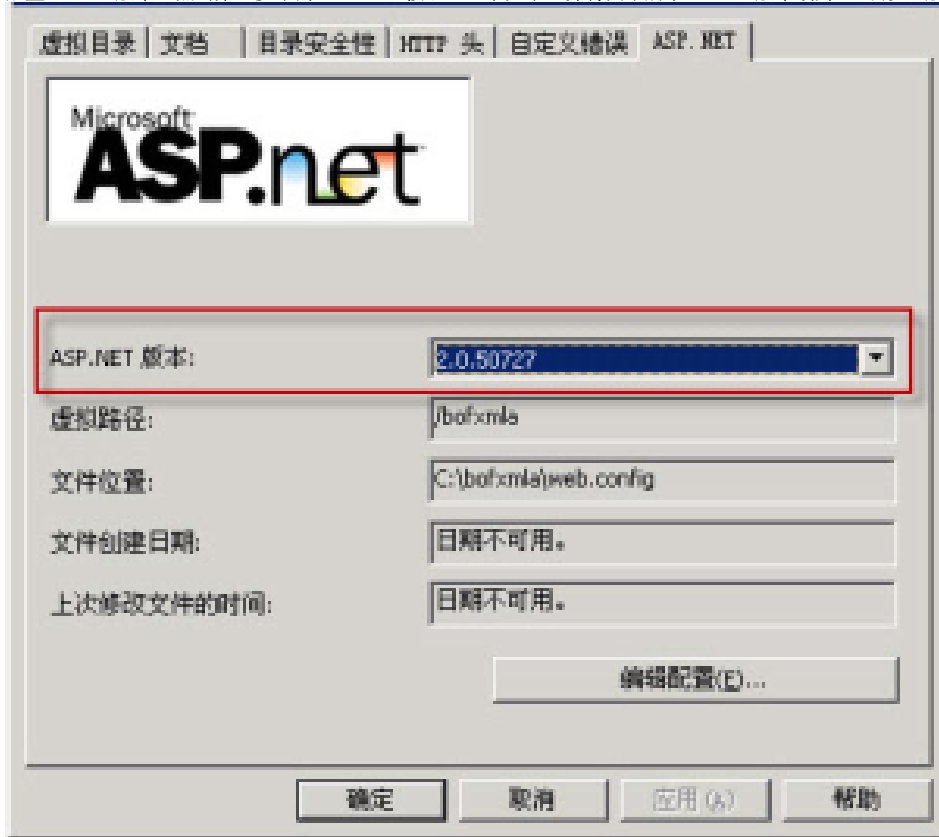 虚拟目录 文档 目录安全性 HTTP 头 自定义错误 ASP.NET
Microsoft
ASP.net
ASP.NET 版本: 2.0.50727
虚拟路径: /bofxmla
文件位置: C:\bofxmla\web.config
文件创建日期: 日期不可用。
上次修改文件的时间: 日期不可用。
编辑配置(E)...
确定 取消 应用(A) 帮助